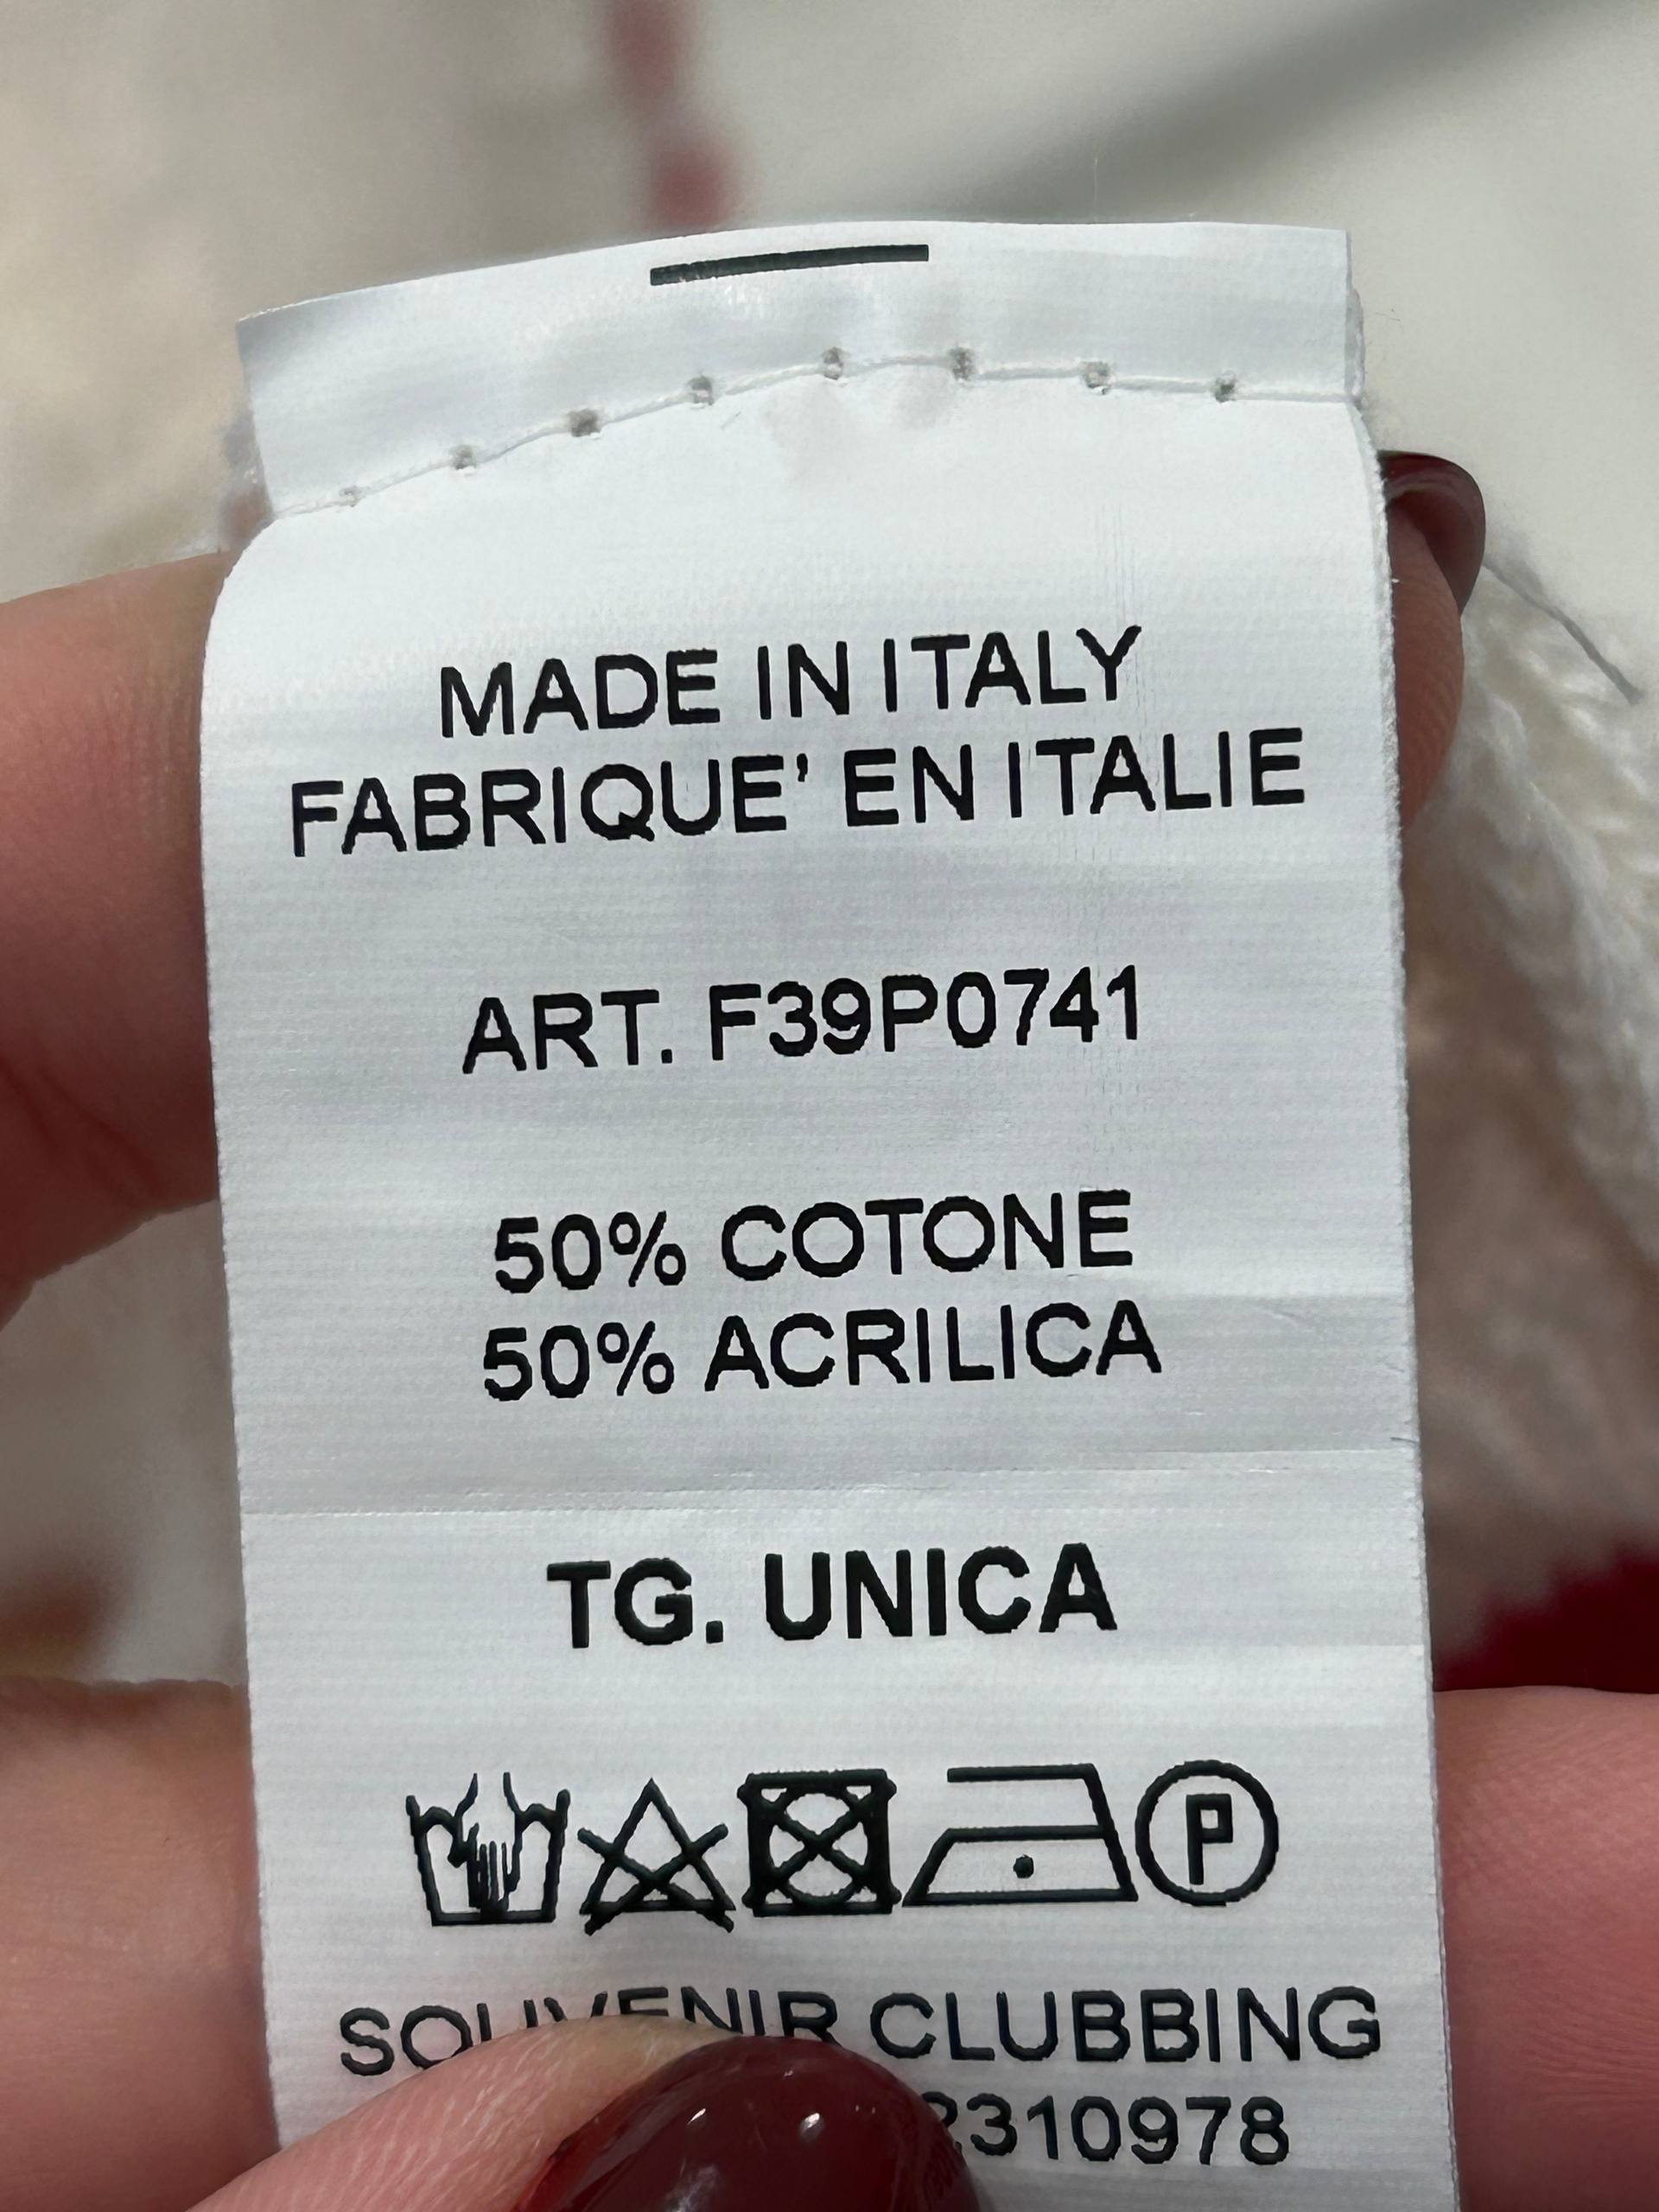 MADE IN ITALY
FABRIQUE' EN ITALIE
ART. F39P0741
50% COTONE
50% ACRILICA
TG. UNICA
P
SOUVENIR CLUBBING